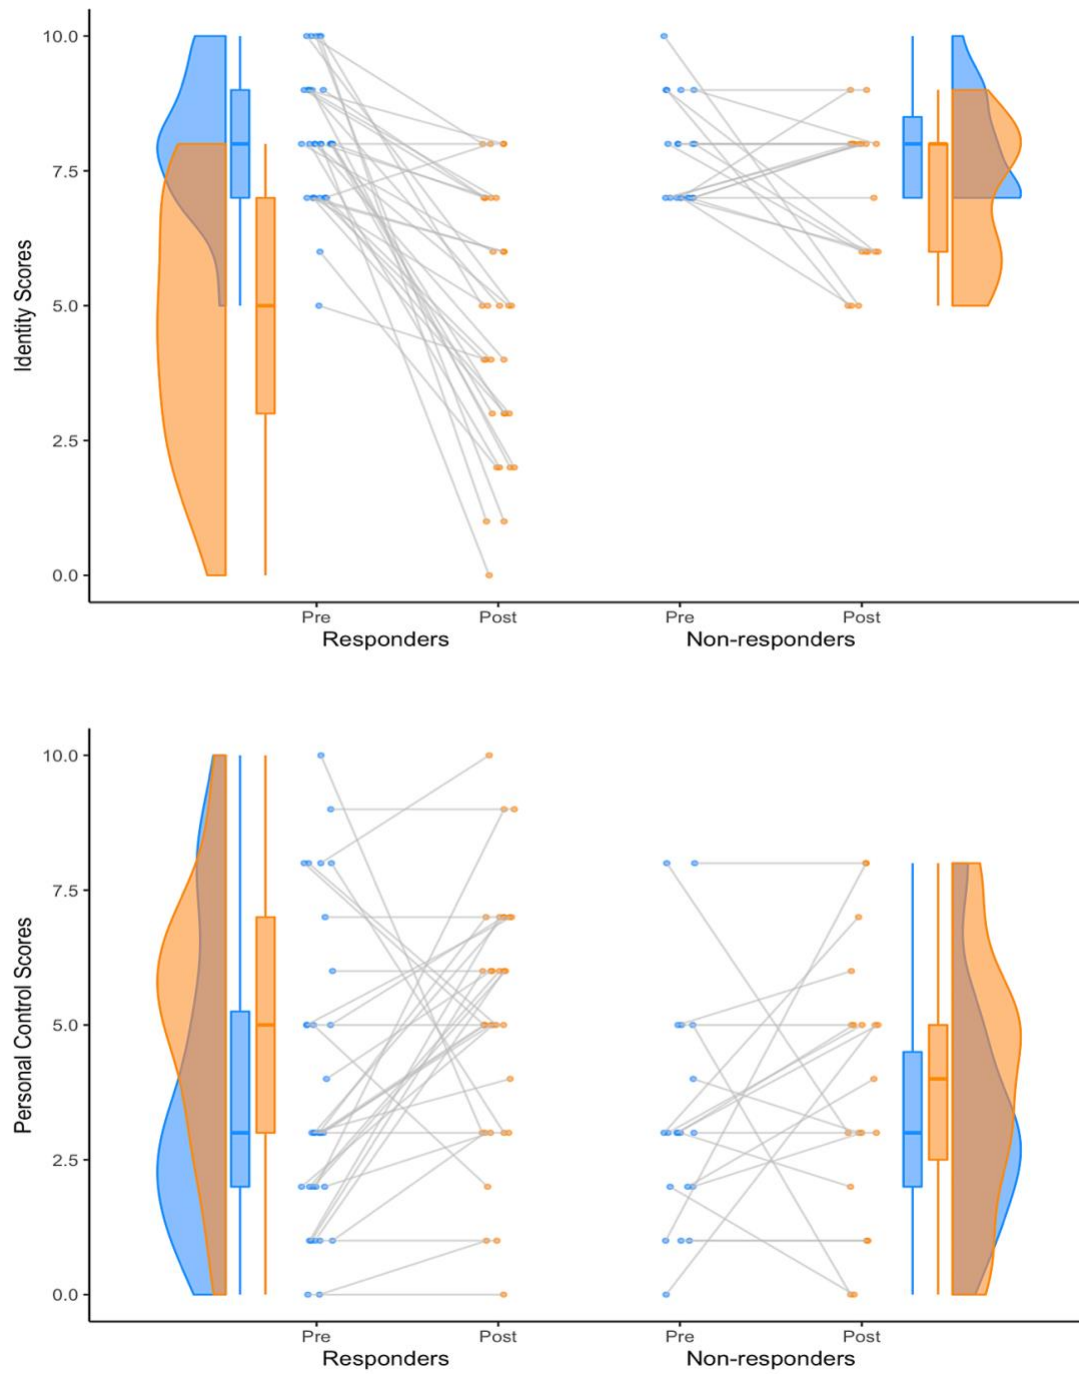 10.0
7.5
5.0
2.5
0.0
Identity Scores
Pre Post Pre Post
Responders Non-responders
10.0
7.5
5.0
2.5
0.0
Personal Control Scores
Pre Post Pre Post
Responders Non-responders